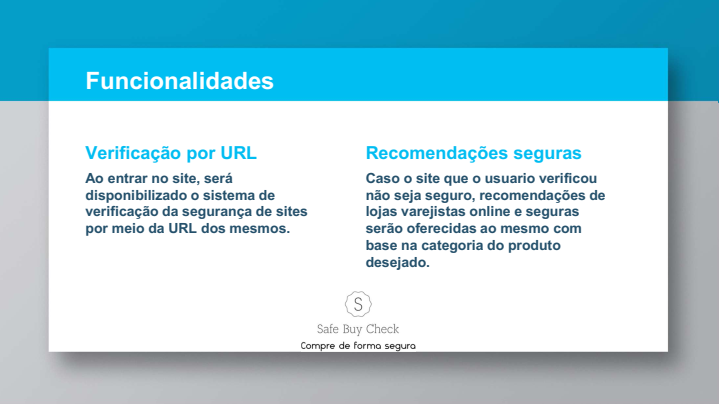 Funcionalidades
Verificação por URL
Ao entrar no site, será
disponibilizado o sistema de
verificação da segurança de sites
por meio da URL dos mesmos.
Recomendações seguras
Caso o site que o usuario verificou
não seja seguro, recomendações de
lojas varejistas online e seguras
serão oferecidas ao mesmo com
base na categoria do produto
desejado.
S
Safe Buy Check
Compre de forma segura